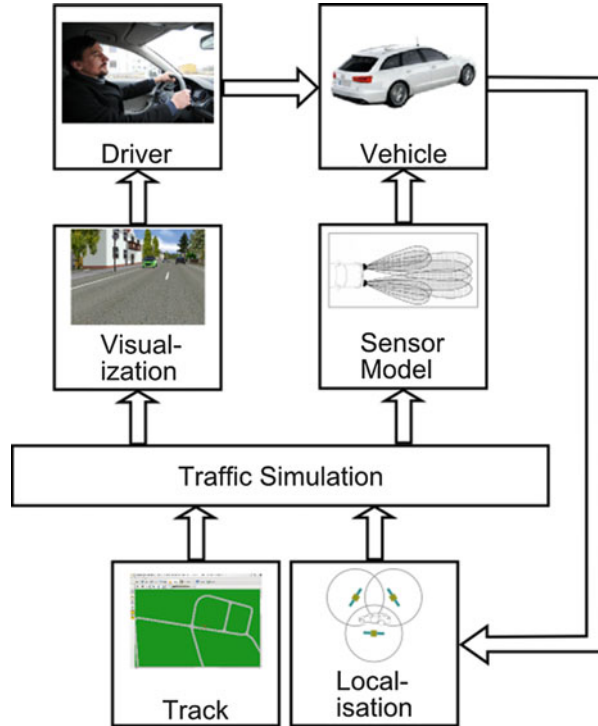 Driver
Vehicle
Visual-
ization
Sensor
Model
Traffic Simulation
Track
Local-
isation